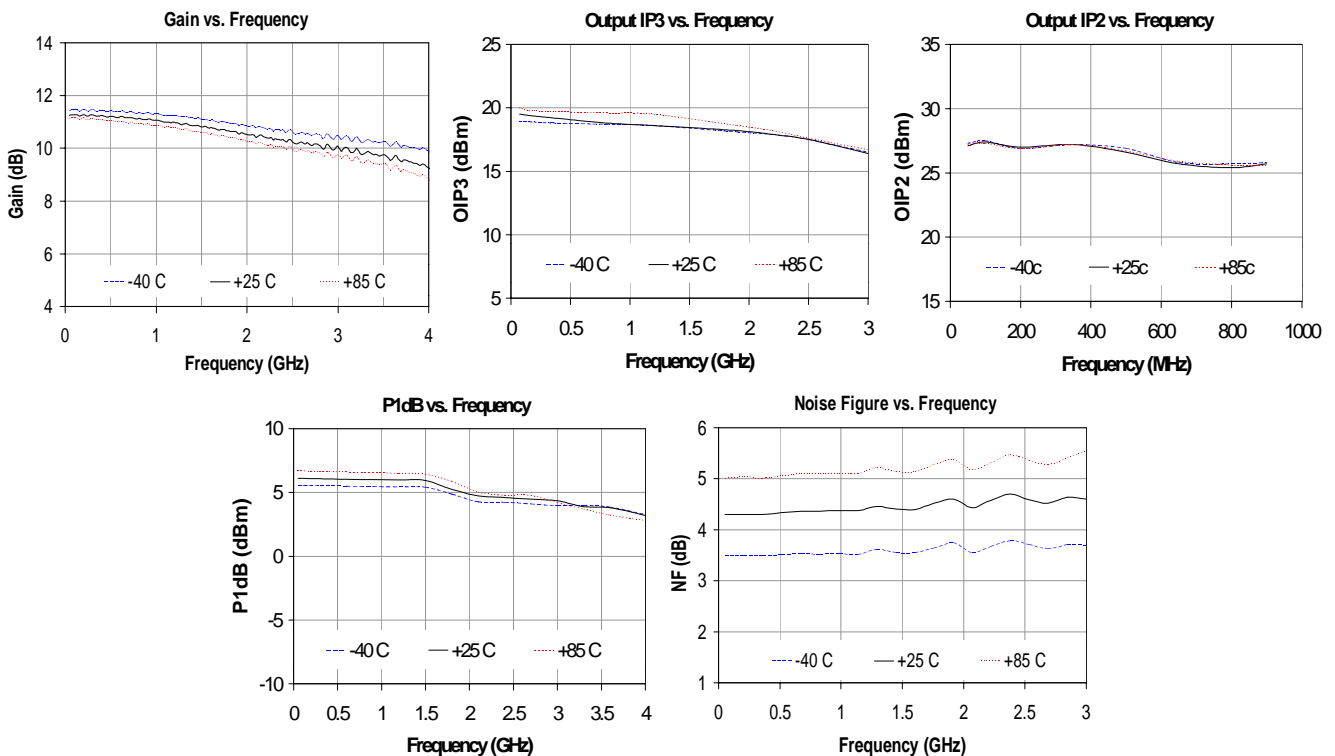 Gain vs. Frequency
14
12
10
8
6
4
Gain (dB)
-40 C
+25 C
+85 C
0
1
2
3
4
Frequency (GHz)
Output IP3 vs. Frequency
25
20
15
10
5
OIP3 (dBm)
-40 C
+25 C
+85 C
0
0.5
1
1.5
2
2.5
3
Frequency (GHz)
Output IP2 vs. Frequency
35
30
25
20
15
OIP2 (dBm)
-40c
+25c
+85c
0
200
400
600
800
1000
Frequency (MHz)
P1dB vs. Frequency
10
5
0
-5
-10
P1dB (dBm)
-40 C
+25 C
+85 C
0
0.5
1
1.5
2
2.5
3
3.5
4
Frequency (GHz)
Noise Figure vs. Frequency
6
5
4
3
2
1
NF (dB)
-40 C
+25 C
+85 C
0
0.5
1
1.5
2
2.5
3
Frequency (GHz)